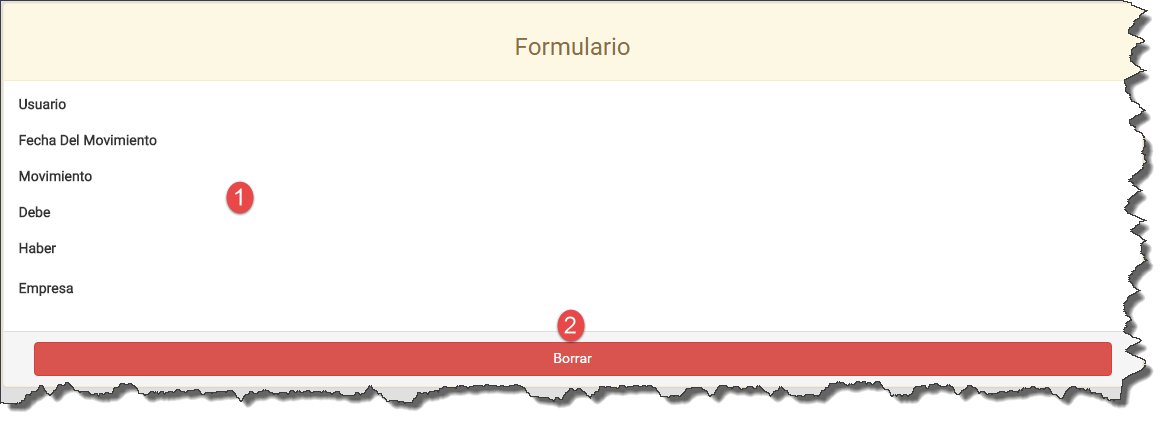 Formulario
Usuario
Fecha Del Movimiento
Movimiento
1
Debe
Haber
Empresa
2
Borrar